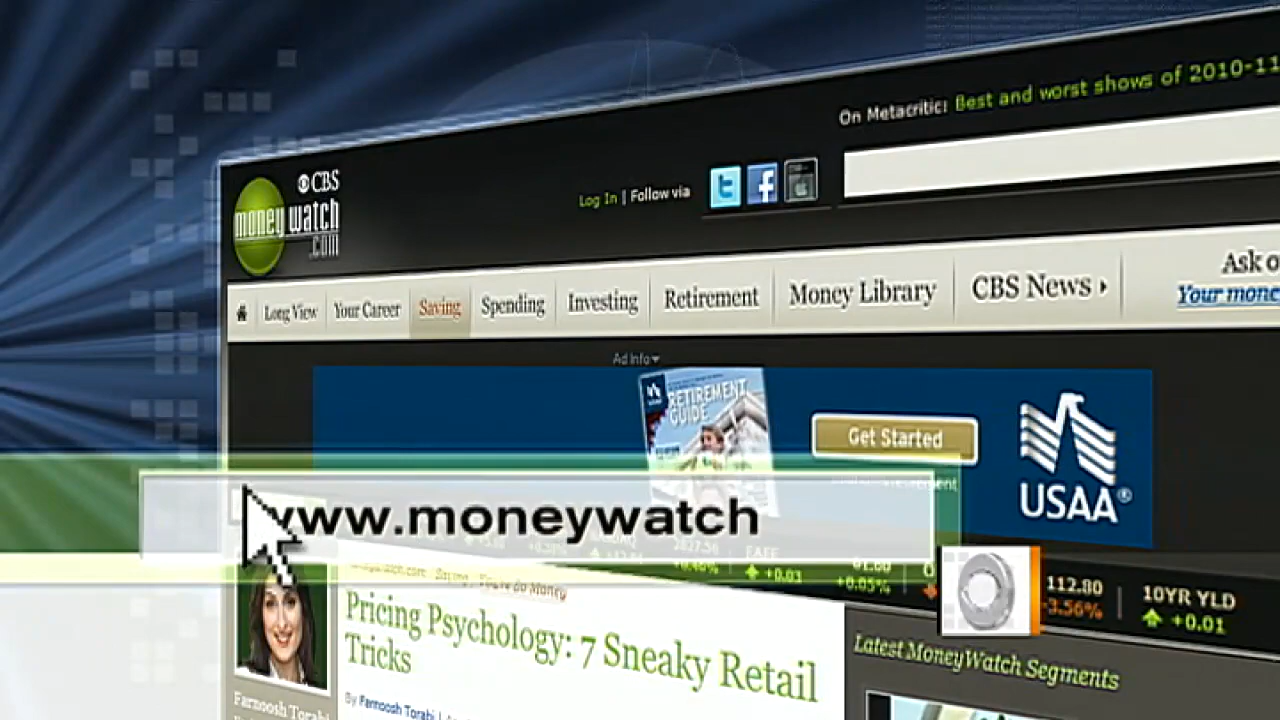 On Metacritic: Best and worst shows of 2010-11
CBS
money watch
.com
Log In | Follow via
Long View
Your Career
Saving
Spending
Investing
Retirement
Money Library
CBS News
Ask
Your
Ad Info
RETIREMENT
GUIDE
Get Started
USAA®
www.moneywatch
EAFE
+0.03
+0.05%
112.80
-3.56%
10YR YLD
+0.01
Pricing Psychology: 7 Sneaky Retail
Tricks
By Farnoosh Torabi
Latest MoneyWatch Segments
Farnoosh Torabi